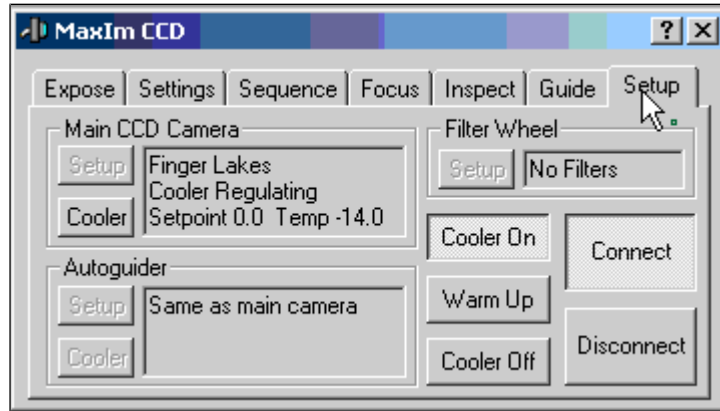 MaxIm CCD
?
Expose Settings Sequence Focus Inspect Guide Setup
Main CCD Camera
Setup
Finger Lakes
Cooler Regulating
Cooler
Setpoint 0.0 Temp -14.0
Filter Wheel
Setup
No Filters
Autoguider
Setup
Same as main camera
Cooler
Cooler On
Connect
Warm Up
Cooler Off
Disconnect